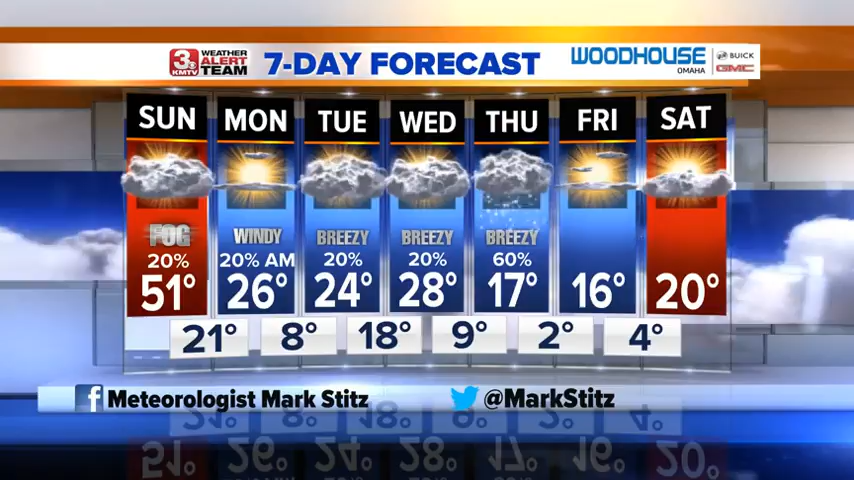 3 KMTV WEATHER ALERT TEAM 7-DAY FORECAST WOODHOUSE OMAHA BUICK GMC
SUN MON TUE WED THU FRI SAT
FOG WINDY BREEZY BREEZY BREEZY
20% 20% AM 20% 20% 60%
51° 26° 24° 28° 17° 16° 20°
21° 8° 18° 9° 2° 4°
f Meteorologist Mark Stitz @MarkStitz